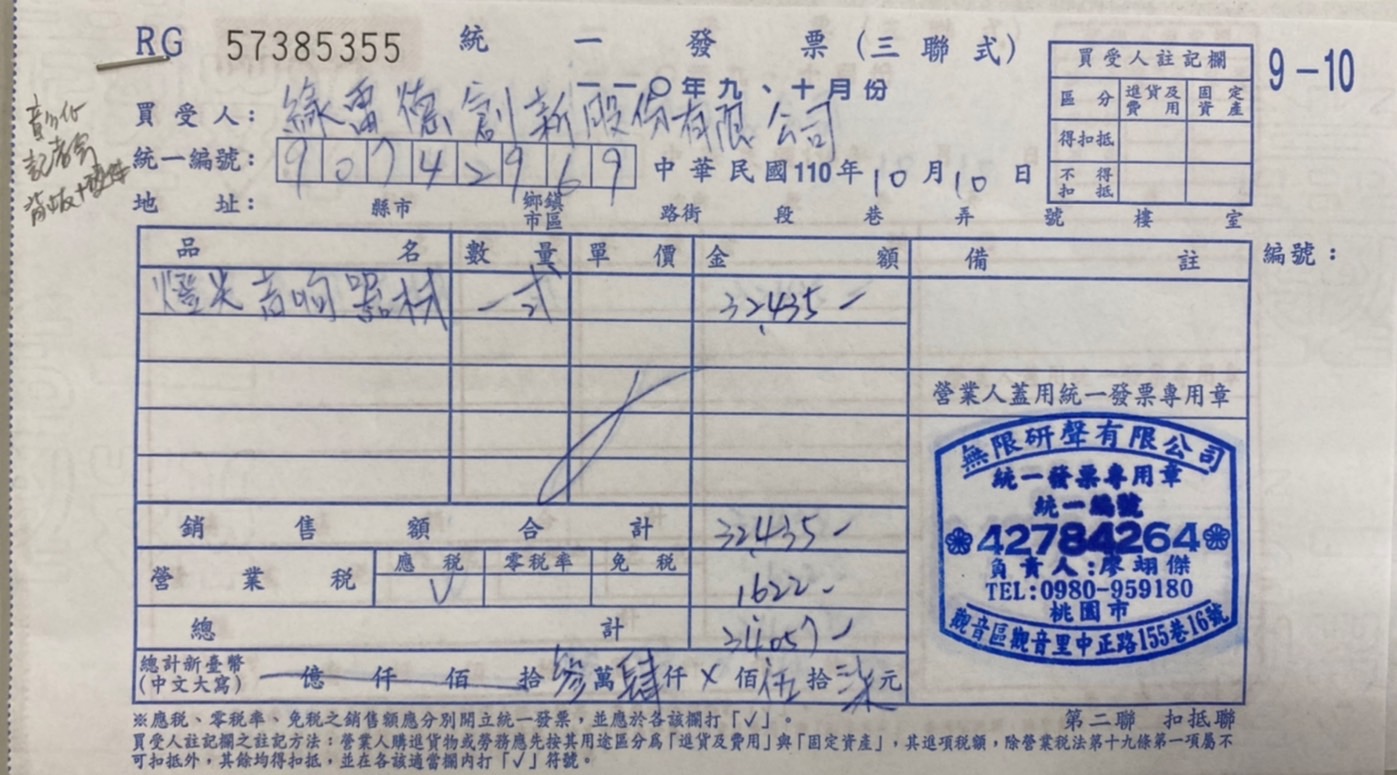 RG 57385355 統一發票(三聯式)
一一○年九、十月份
9-10
買受人註記欄
區分 進貨及費用 固定資產
得扣抵
不得扣抵
買受人: 綠雷德創新股份有限公司
統一編號: 90742969 中華民國110年10月10日
地址: 縣市 鄉鎮市區 路街 段 巷 弄 號 樓 室
記者會
品名 數量 單價 金額 備註 編號:
燈光音响器材 一式 32435
營業人蓋用統一發票專用章
無限研聲有限公司
統一發票專用章
統一編號
42784264
負責人:廖翊傑
TEL:0980-959180
桃園市
觀音區觀音里中正路155巷16號
銷售額合計 32435
營業稅 應稅 零稅率 免稅
V 1622
總計 34057
總計新臺幣(中文大寫) 億 仟 佰 拾參萬肆仟X佰伍拾柒元
※應稅、零稅率、免稅之銷售額應分別開立統一發票,並應於各該欄打「√」。
第二聯 扣抵聯
買受人註記欄之註記方法:營業人購進貨物或勞務應先按其用途區分為「進貨及費用」與「固定資產」,其進項稅額,除營業稅法第十九條第一項屬不
可扣抵外,其餘均得扣抵,並在各該適當欄內打「√」符號。